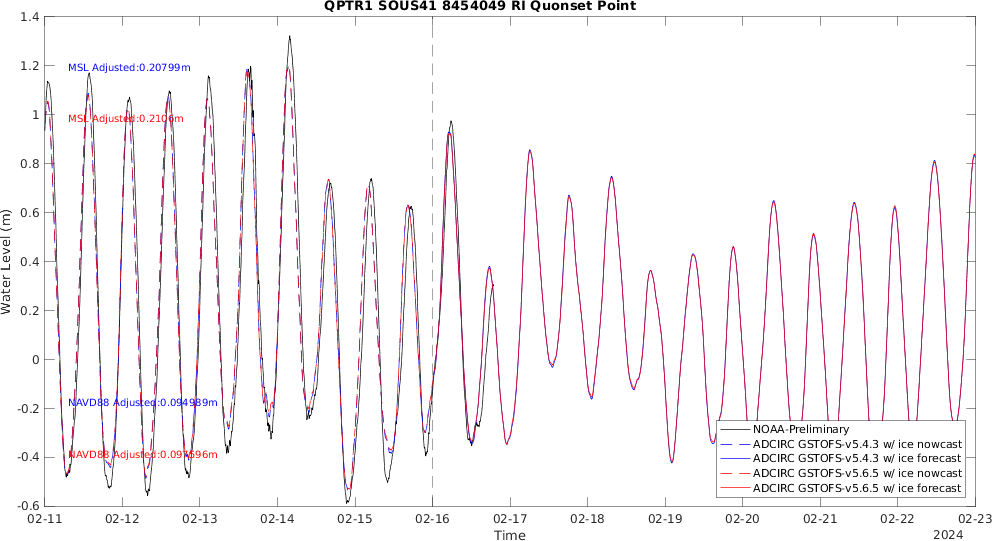 QPTR1 SOUS41 8454049 RI Quonset Point
1.4
1.2
1
0.8
0.6
0.4
0.2
0
-0.2
-0.4
-0.6
Water Level (m)
MSL Adjusted:0.20799m
MSL Adjusted:0.2106m
NAVD88 Adjusted:0.094989m
NAVD88 Adjusted:0.097596m
NOAA-Preliminary
ADCIRC GSTOFS-v5.4.3 w/ ice nowcast
ADCIRC GSTOFS-v5.4.3 w/ ice forecast
ADCIRC GSTOFS-v5.6.5 w/ ice nowcast
ADCIRC GSTOFS-v5.6.5 w/ ice forecast
02-11 02-12 02-13 02-14 02-15 02-16 02-17 02-18 02-19 02-20 02-21 02-22 02-23
Time
2024